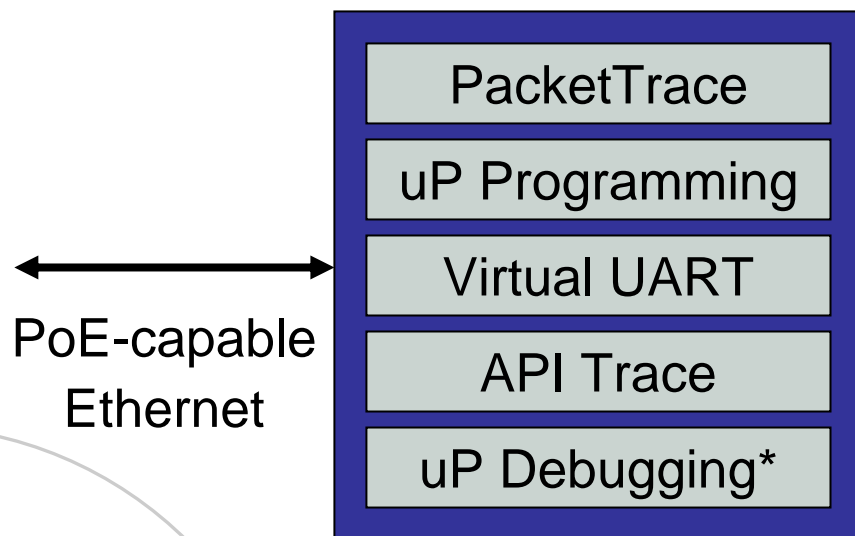 PacketTrace
uP Programming
Virtual UART
PoE-capable
Ethernet
API Trace
uP Debugging*